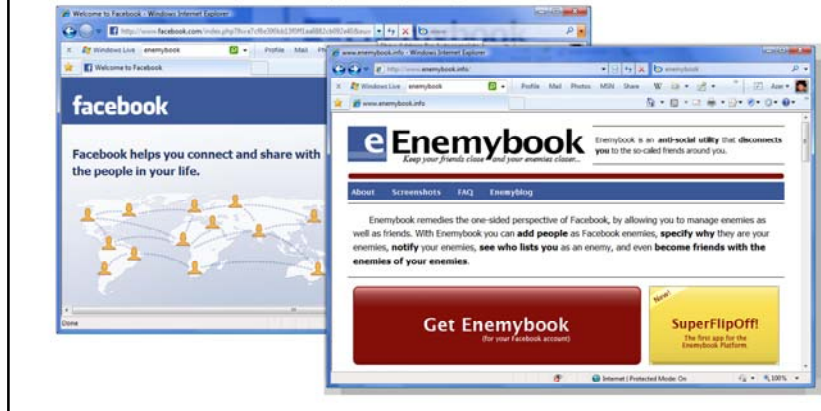 Welcome to Facebook - Windows Internet Explorer
Windows Live
enemybook
Profile
Mail
Welcome to Facebook
facebook
Facebook helps you connect and share with
the people in your life.
Done
www.enemybook.info - Windows Internet Explorer
http://www.enemybook.info/
enemybook
Windows Live
enemybook
Profile
Mail
Photos
MSN
Share
www.enemybook.info
e Enemybook
Keep your friends close and your enemies closer...
Enemybook is an anti-social utility that disconnects
you to the so-called friends around you.
About Screenshots FAQ Enemyblog
Enemybook remedies the one-sided perspective of Facebook, by allowing you to manage enemies as
well as friends. With Enemybook you can add people as Facebook enemies, specify why they are your
enemies, notify your enemies, see who lists you as an enemy, and even become friends with the
enemies of your enemies.
Get Enemybook
(for your Facebook account)
New!
SuperFlipOff!
The first app for the
Enemybook Platform.
Internet | Protected Mode: On
100%